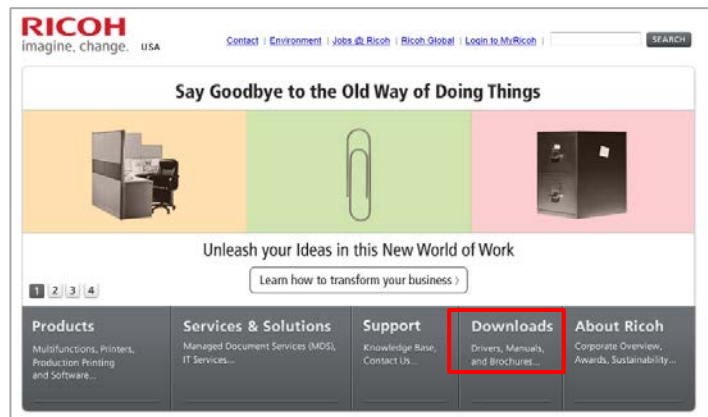 RICOH
imagine. change. USA
Contact | Environment | Jobs @ Ricoh | Ricoh Global | Login to MyRicoh | SEARCH
Say Goodbye to the Old Way of Doing Things
Unleash your Ideas in this New World of Work
Learn how to transform your business >
1 2 3 4
Products
Multifunctions, Printers,
Production Printing
and Software...
Services & Solutions
Managed Document Services (MDS),
IT Services...
Support
Knowledge Base,
Contact Us...
Downloads
Drivers, Manuals,
and Brochures...
About Ricoh
Corporate Overview,
Awards, Sustainability...